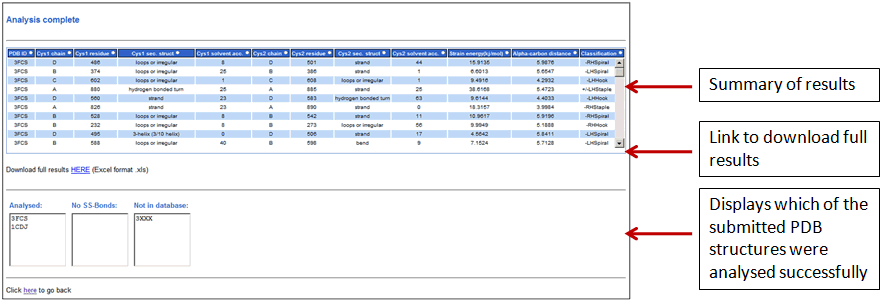 Analysis complete
PDB ID Cys1 chain Cys1 residue Cys1 sec. struct Cys1 solvent acc. Cys2 chain Cys2 residue Cys2 sec. struct Cys2 solvent acc. Strain energy(kj/mol) Alpha-carbon distance Classification
3FCS D 486 loops or irregular 8 D 501 strand 44 15.9136 5.9876 -RHSpiral
3FCS B 374 loops or irregular 25 B 386 strand 1 6.6013 5.6547 -LHSpiral
3FCS C 602 loops or irregular 1 C 608 loops or irregular 1 9.4916 4.2932 -LHHook
3FCS A 880 hydrogen bonded turn 26 A 885 strand 25 38.6168 5.4723 +/-LHStaple
3FCS D 560 strand 23 D 583 hydrogen bonded turn 63 9.6144 4.4033 -LHHook
3FCS A 826 strand 23 A 890 strand 0 18.3157 3.9984 -RHStaple
3FCS B 528 loops or irregular 8 B 542 strand 11 10.9617 5.9196 -RHSpiral
3FCS B 232 loops or irregular 8 B 273 loops or irregular 56 9.9949 5.1888 -RHHook
3FCS D 495 3-helix (3/10 helix) 0 D 506 strand 17 4.5642 5.8411 -LHSpiral
3FCS B 588 loops or irregular 40 B 598 bend 9 7.1524 5.7128 -LHSpiral
Download full results HERE (Excel format .xls)
Analysed: No SS-Bonds: Not in database:
3FCS 3XXX
1CDJ
Click here to go back
Summary of results
Link to download full
results
Displays which of the
submitted PDB
structures were
analysed successfully